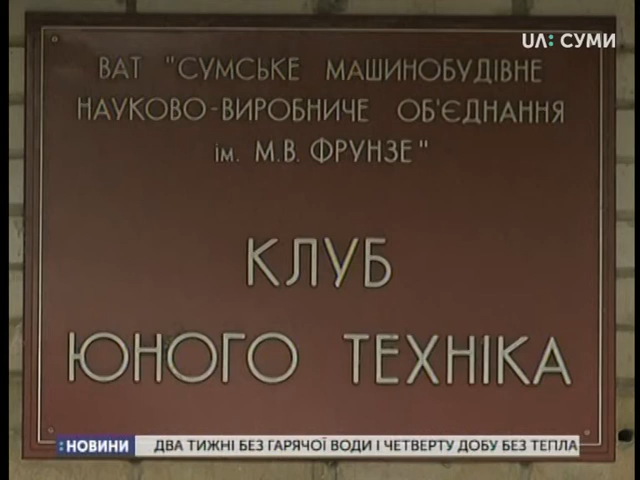 UA: СУМИ
ВАТ "СУМСЬКЕ МАШИНОБУДІВНЕ
НАУКОВО-ВИРОБНИЧЕ ОБ'ЄДНАННЯ
ім. М.В. ФРУНЗЕ"
КЛУБ
ЮНОГО ТЕХНІКА
:НОВИНИ ДВА ТИЖНІ БЕЗ ГАРЯЧОЇ ВОДИ І ЧЕТВЕРТУ ДОБУ БЕЗ ТЕПЛА